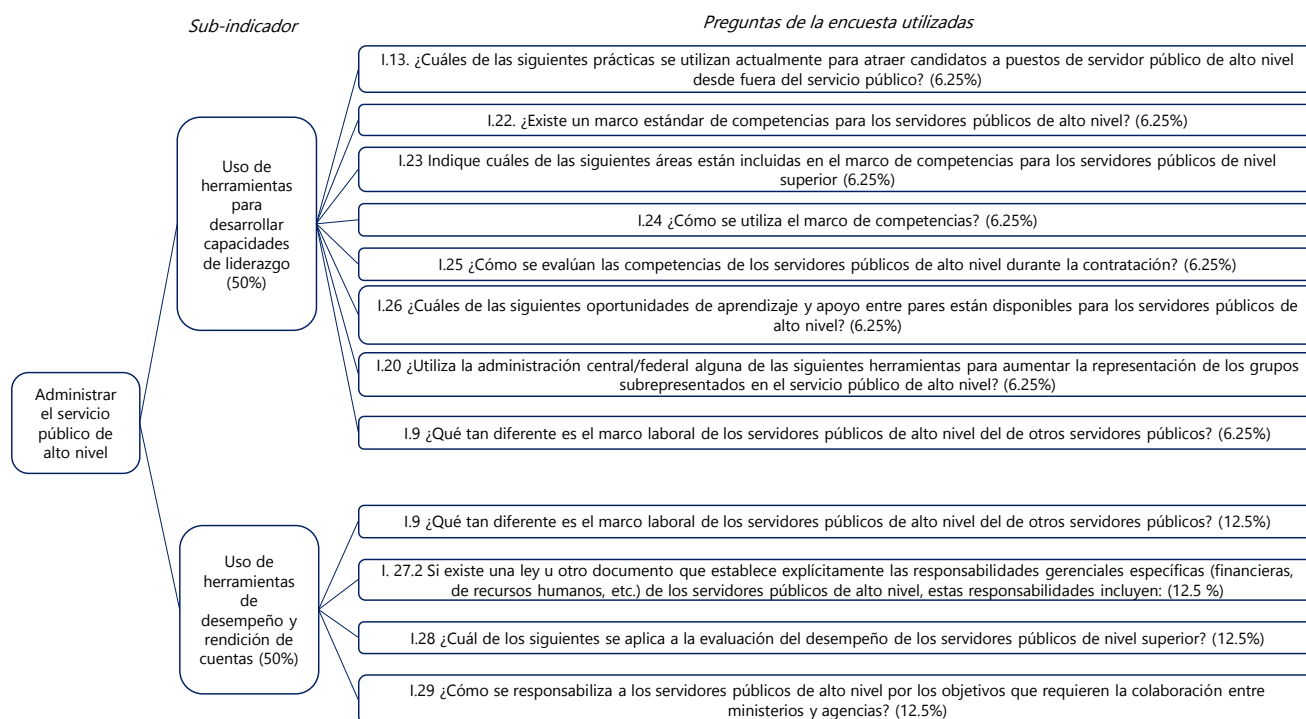 Sub-indicador
Preguntas de la encuesta utilizadas
Administrar
el servicio
público de
alto nivel
Uso de
herramientas
para
desarrollar
capacidades
de liderazgo
(50%)
I.13. ¿Cuáles de las siguientes prácticas se utilizan actualmente para atraer candidatos a puestos de servidor público de alto nivel
desde fuera del servicio público? (6.25%)
I.22. ¿Existe un marco estándar de competencias para los servidores públicos de alto nivel? (6.25%)
I.23 Indique cuáles de las siguientes áreas están incluidas en el marco de competencias para los servidores públicos de nivel
superior (6.25%)
I.24 ¿Cómo se utiliza el marco de competencias? (6.25%)
I.25 ¿Cómo se evalúan las competencias de los servidores públicos de alto nivel durante la contratación? (6.25%)
I.26 ¿Cuáles de las siguientes oportunidades de aprendizaje y apoyo entre pares están disponibles para los servidores públicos de
alto nivel? (6.25%)
I.20 ¿Utiliza la administración central/federal alguna de las siguientes herramientas para aumentar la representación de los grupos
subrepresentados en el servicio público de alto nivel? (6.25%)
I.9 ¿Qué tan diferente es el marco laboral de los servidores públicos de alto nivel del de otros servidores públicos? (6.25%)
Uso de
herramientas
de
desempeño y
rendición de
cuentas (50%)
I.9 ¿Qué tan diferente es el marco laboral de los servidores públicos de alto nivel del de otros servidores públicos? (12.5%)
I. 27.2 Si existe una ley u otro documento que establece explícitamente las responsabilidades gerenciales específicas (financieras,
de recursos humanos, etc.) de los servidores públicos de alto nivel, estas responsabilidades incluyen: (12.5 %)
I.28 ¿Cuál de los siguientes se aplica a la evaluación del desempeño de los servidores públicos de nivel superior? (12.5%)
I.29 ¿Cómo se responsabiliza a los servidores públicos de alto nivel por los objetivos que requieren la colaboración entre
ministerios y agencias? (12.5%)